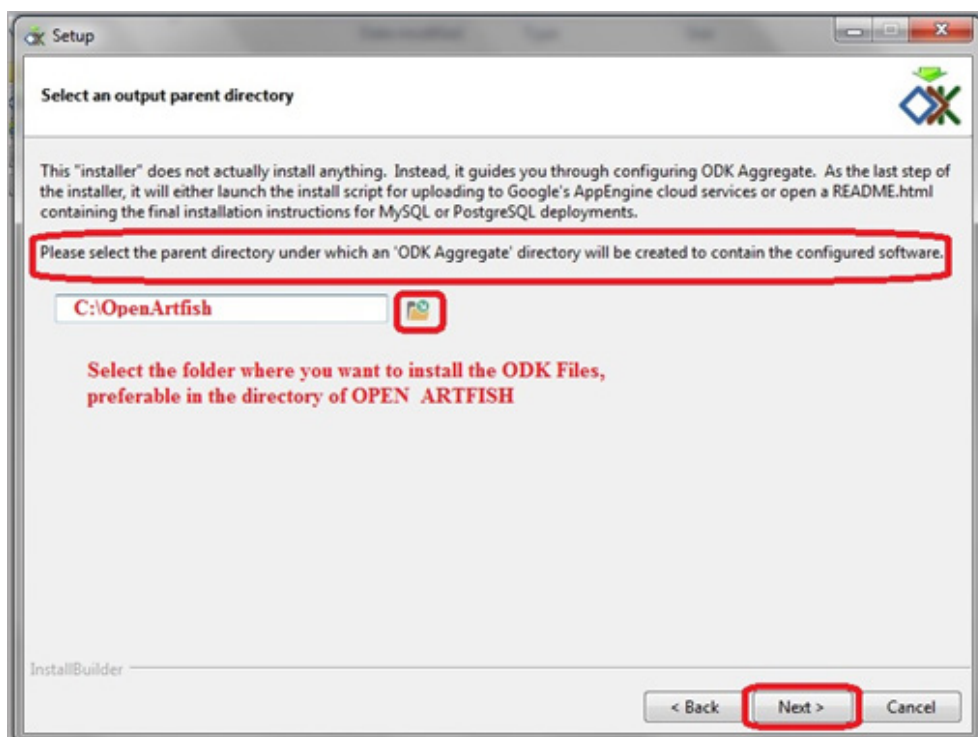 Setup
Date modified Type Size
Select an output parent directory
This "installer" does not actually install anything. Instead, it guides you through configuring ODK Aggregate. As the last step of
the installer, it will either launch the install script for uploading to Google's AppEngine cloud services or open a README.html
containing the final installation instructions for MySQL or PostgreSQL deployments.
Please select the parent directory under which an 'ODK Aggregate' directory will be created to contain the configured software.
C:\OpenArtfish
Select the folder where you want to install the ODK Files,
preferable in the directory of OPEN ARTFISH
InstallBuilder
< Back Next > Cancel